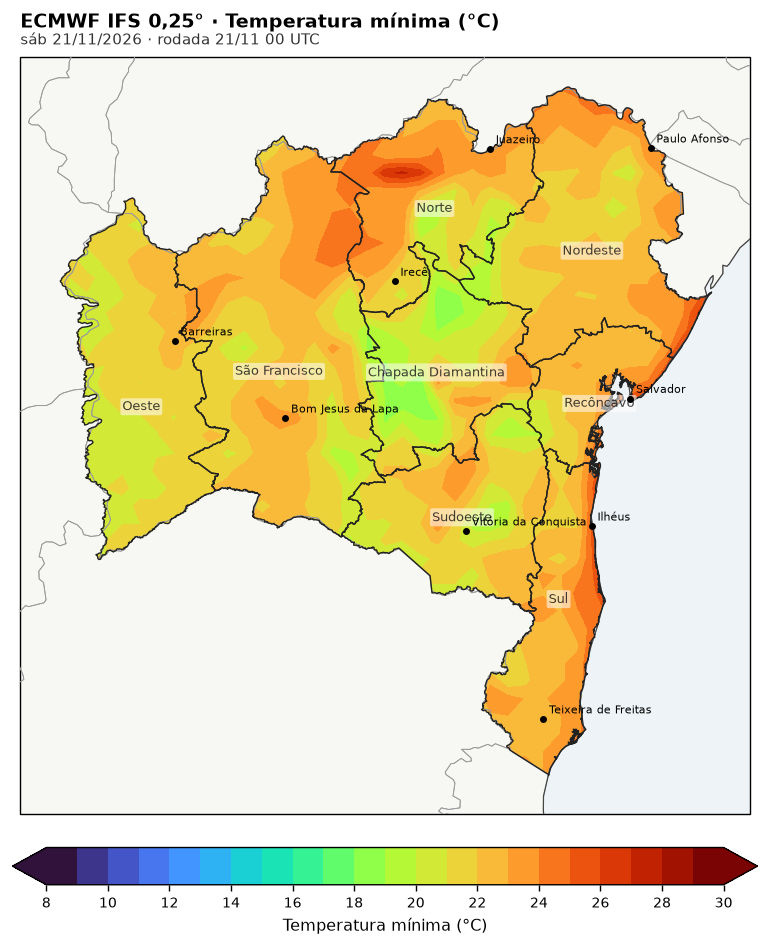 ECMWF IFS 0,25° · Temperatura mínima (°C)
sáb 21/11/2026 · rodada 21/11 00 UTC
Juazeiro
Paulo Afonso
Norte
Nordeste
Irecê
Barreiras
São Francisco
Chapada Diamantina
Salvador
Oeste
Bom Jesus da Lapa
Recôncavo
Sudoeste
Vitória da Conquista
Ilhéus
Sul
Teixeira de Freitas
8 10 12 14 16 18 20 22 24 26 28 30
Temperatura mínima (°C)